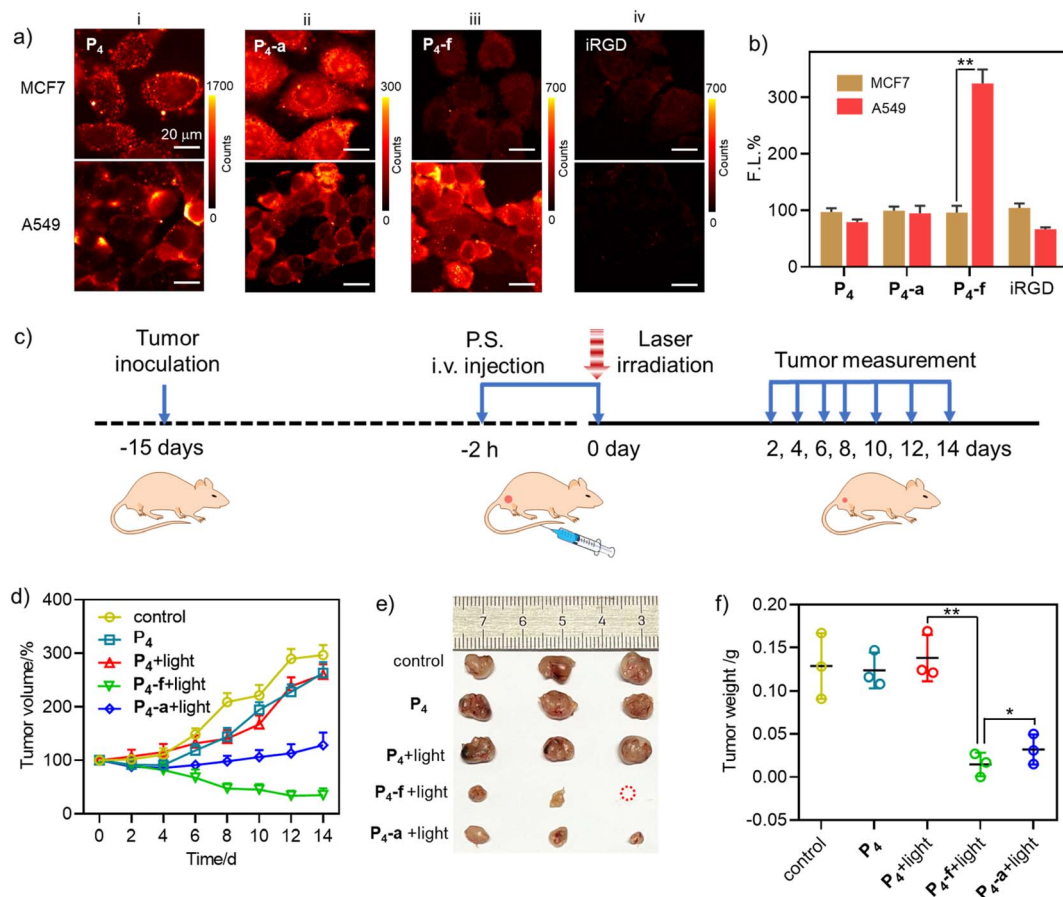 a)
i
ii
iii
iv
P4
P4-a
P4-f
iRGD
MCF7
A549
20 μm
1700
Counts
0
300
Counts
0
700
Counts
0
700
Counts
0
b)
F.L.%
300
200
100
0
MCF7
A549
**
P4
P4-a
P4-f
iRGD
c)
Tumor
inoculation
P.S.
i.v. injection
Laser
irradiation
Tumor measurement
-15 days
-2 h
0 day
2, 4, 6, 8, 10, 12, 14 days
d)
Tumor volume/%
400
300
200
100
0
control
P4
P4+light
P4-f+light
P4-a+light
0 2 4 6 8 10 12 14
Time/d
e)
7 6 5 4 3
control
P4
P4+light
P4-f +light
P4-a +light
f)
Tumor weight /g
0.20
0.15
0.10
0.05
0.00
-0.05
**
*
control
P4
P4+light
P4-f+light
P4-a+light